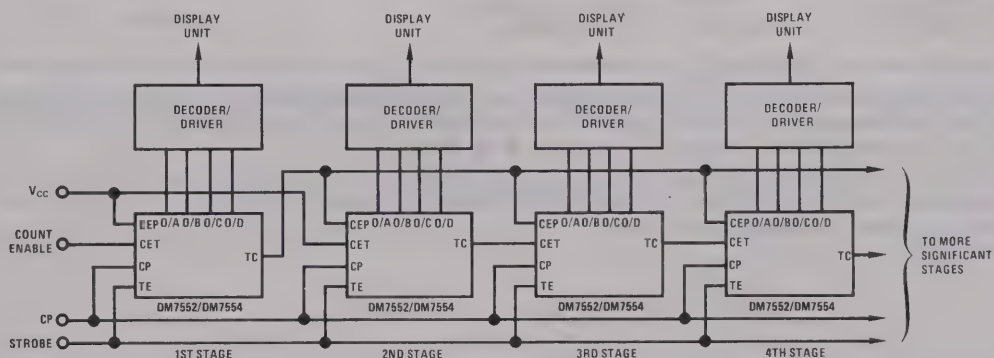 DISPLAY UNIT
DISPLAY UNIT
DISPLAY UNIT
DISPLAY UNIT
DECODER/ DRIVER
DECODER/ DRIVER
DECODER/ DRIVER
DECODER/ DRIVER
VCC
COUNT ENABLE
CP
STROBE
CEP O/A O/B O/C O/D
CET
CP
TE
TC
DM7552/DM7554
1ST STAGE
CEP O/A O/B O/C O/D
CET
CP
TE
TC
DM7552/DM7554
2ND STAGE
CEP O/A O/B O/C O/D
CET
CP
TE
TC
DM7552/DM7554
3RD STAGE
CEP O/A O/B O/C O/D
CET
CP
TE
TC
DM7552/DM7554
4TH STAGE
TO MORE
SIGNIFICANT
STAGES